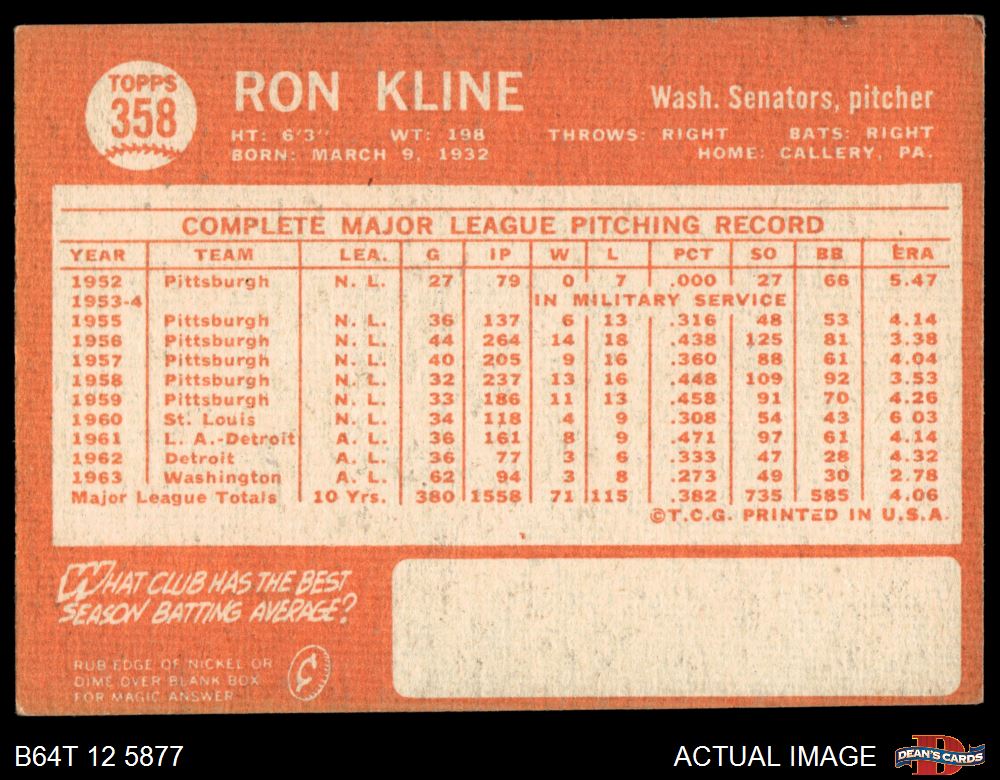 TOPPS
358
RON KLINE
Wash. Senators, pitcher
HT: 6'3" WT: 198 THROWS: RIGHT BATS: RIGHT
BORN: MARCH 9, 1932 HOME: CALLERY, PA.
COMPLETE MAJOR LEAGUE PITCHING RECORD
YEAR TEAM LEA. G IP W L PCT SO BB ERA
1952 Pittsburgh N. L. 27 79 0 7 .000 27 66 5.47
1953-4 IN MILITARY SERVICE
1955 Pittsburgh N. L. 36 137 6 13 .316 48 53 4.14
1956 Pittsburgh N. L. 44 264 14 18 .438 125 81 3.38
1957 Pittsburgh N. L. 40 205 9 16 .360 88 61 4.04
1958 Pittsburgh N. L. 32 237 13 16 .448 109 92 3.53
1959 Pittsburgh N. L. 33 186 11 13 .458 91 70 4.26
1960 St. Louis N. L. 34 118 4 9 .308 54 43 6.03
1961 L. A.-Detroit A. L. 36 161 8 9 .471 97 61 4.14
1962 Detroit A. L. 36 77 3 6 .333 47 28 4.32
1963 Washington A. L. 62 94 3 8 .273 49 30 2.78
Major League Totals 10 Yrs. 380 1558 71 115 .382 735 585 4.06
©T.C.G. PRINTED IN U.S.A.
WHAT CLUB HAS THE BEST
SEASON BATTING AVERAGE?
RUB EDGE OF NICKEL OR
DIME OVER BLANK BOX
FOR MAGIC ANSWER
¢
B64T 12 5877
ACTUAL IMAGE
D
DEAN'S CARDS